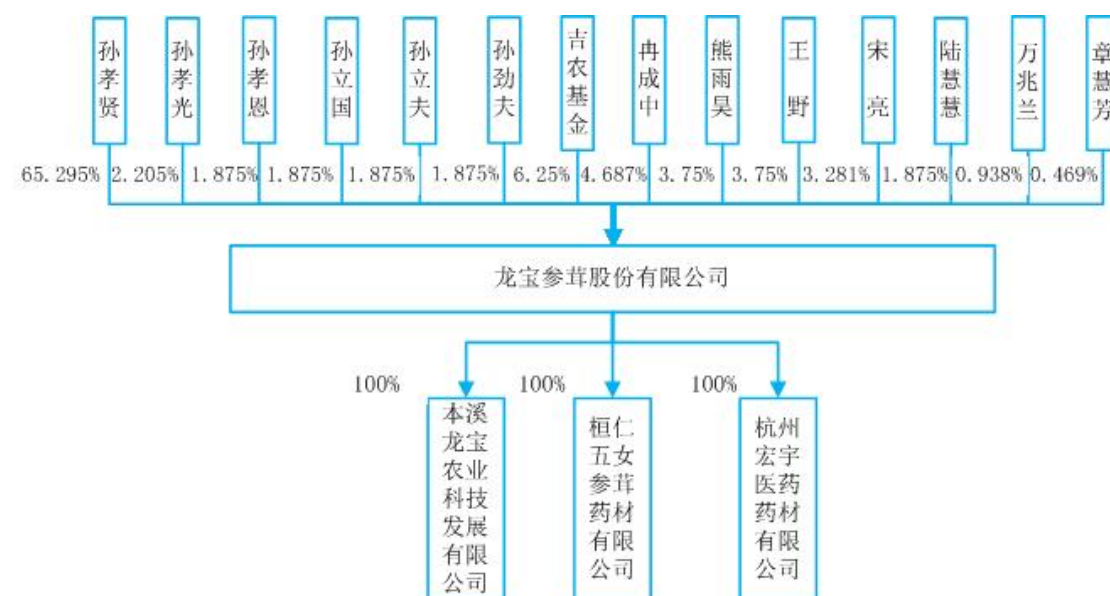 孙孝贤
孙孝光
孙孝恩
孙立国
孙立夫
孙劲夫
吉农基金
冉成中
熊雨昊
王野
宋亮
陆慧慧
万兆兰
章慧芳
65.295%
2.205%
1.875%
1.875%
1.875%
1.875%
6.25%
4.687%
3.75%
3.75%
3.281%
1.875%
0.938%
0.469%
龙宝参茸股份有限公司
100%
100%
100%
本溪
龙宝
农业
科技
发展
有限
公司
桓仁
五女
参茸
药材
有限
公司
杭州
宏宇
医药
药材
有限
公司